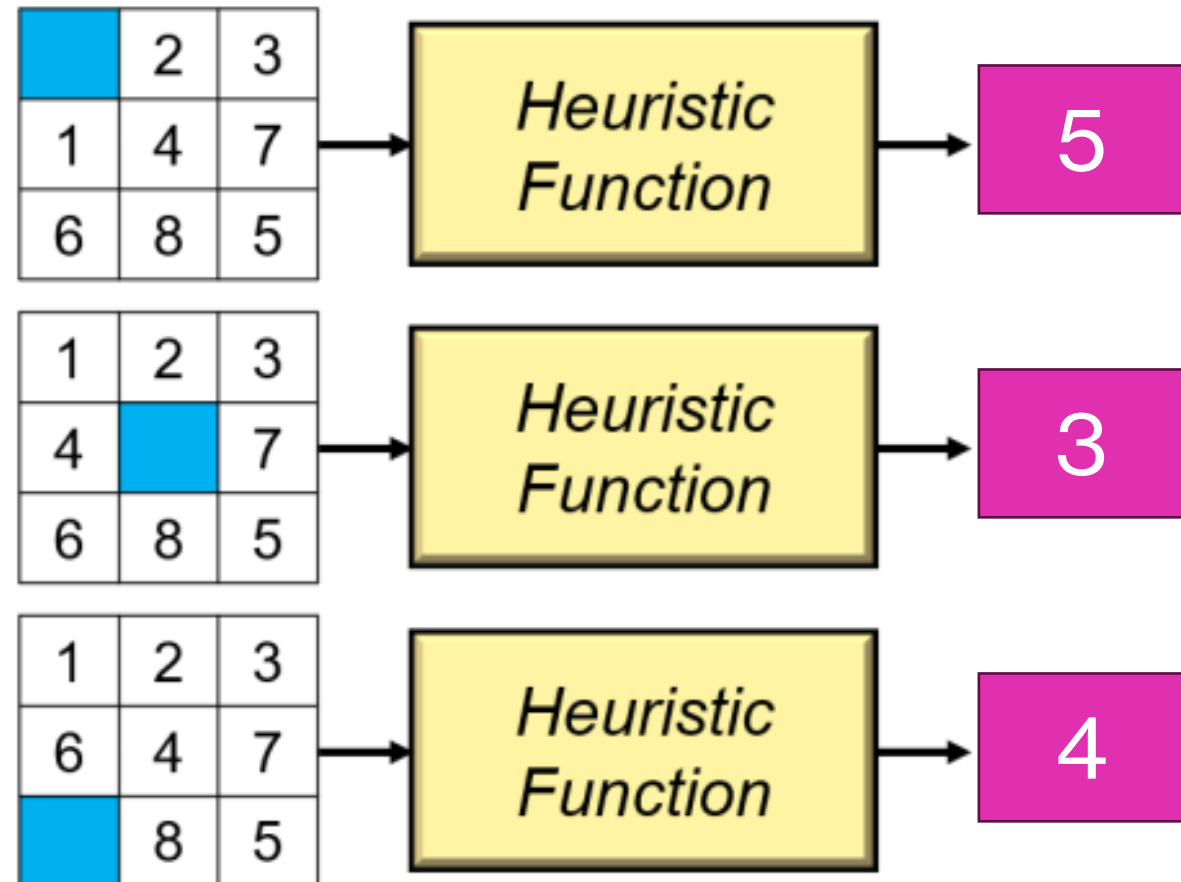 2 3
1 4 7
6 8 5
Heuristic
Function
5
1 2 3
4 7
6 8 5
Heuristic
Function
3
1 2 3
6 4 7
8 5
Heuristic
Function
4